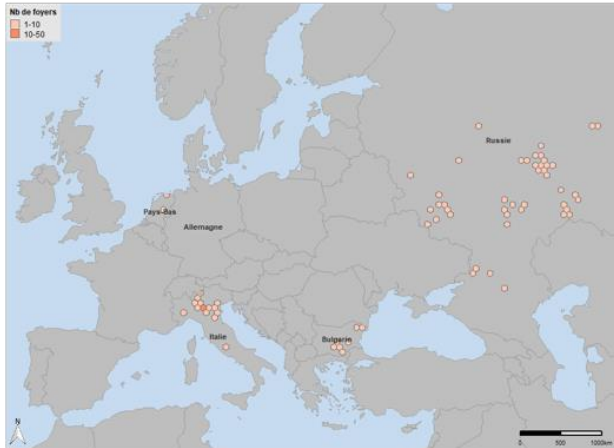 Nb de foyers
1-10
10-50
Russie
Pays-Bas
Allemagne
Italie
Bulgarie
N
0 500 1000km